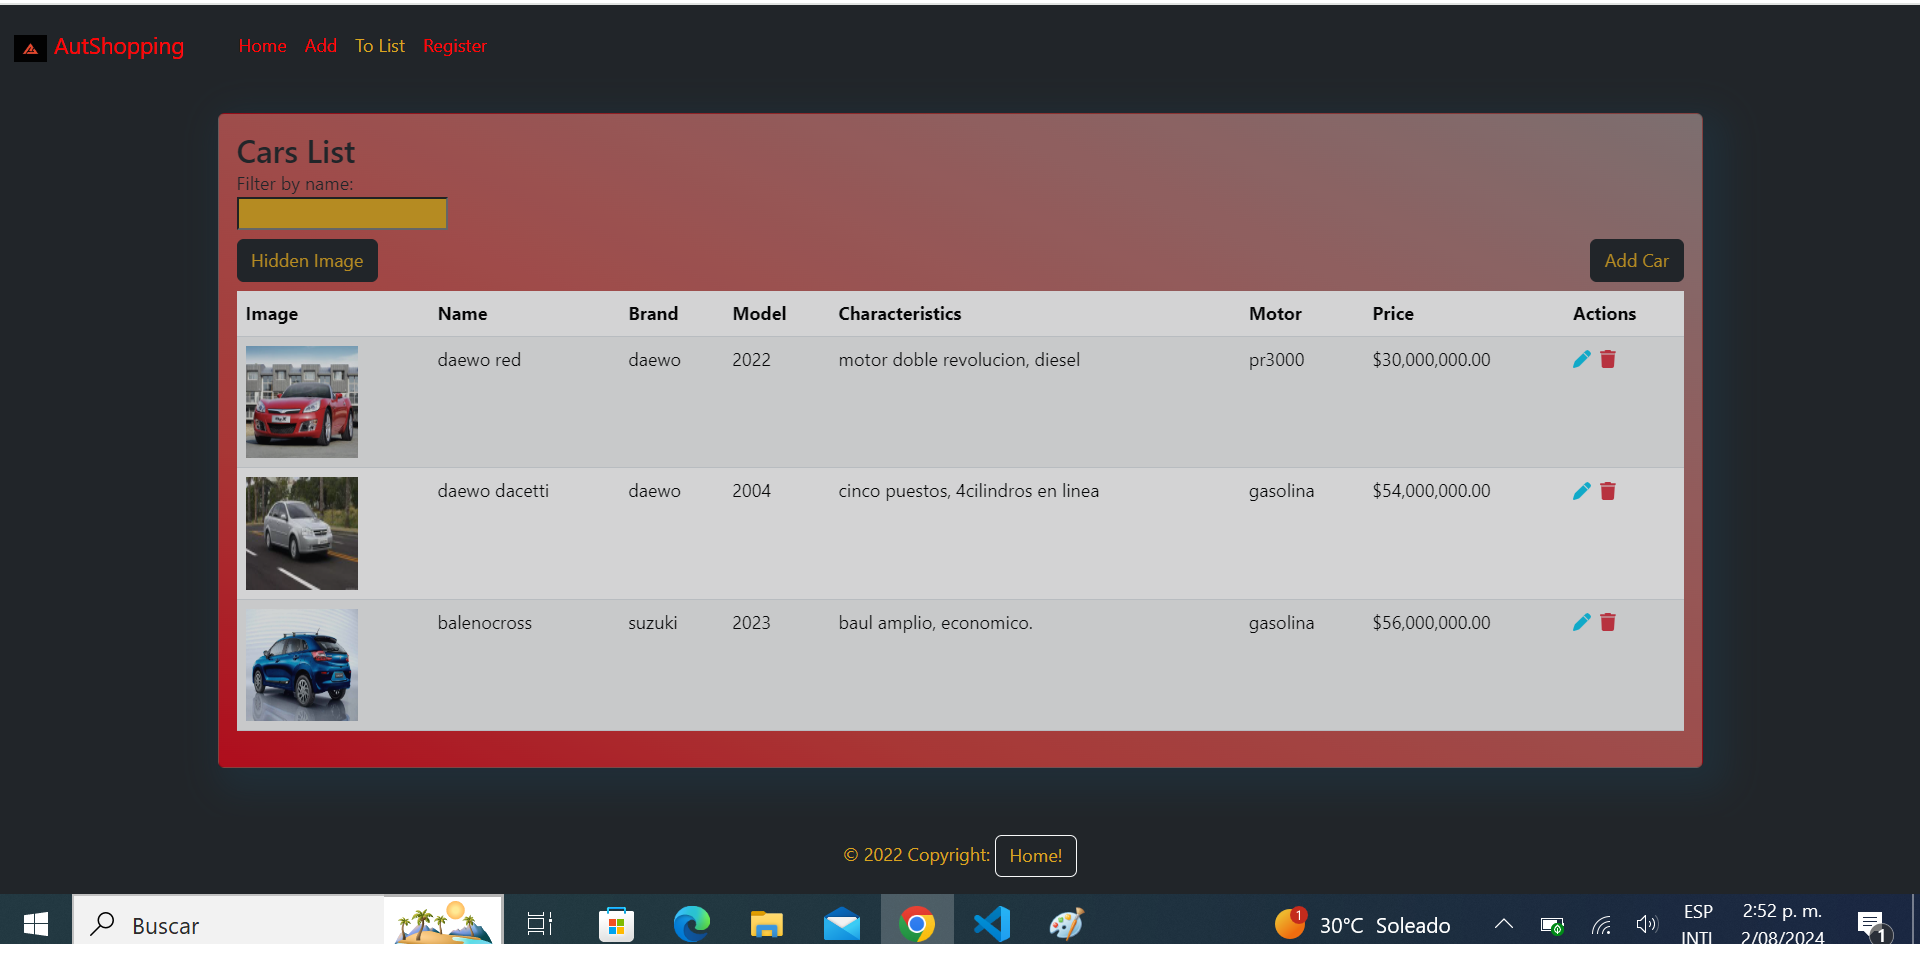 AutShopping Home Add To List Register
Cars List
Filter by name:
Hidden Image Add Car
Image Name Brand Model Characteristics Motor Price Actions
daewo red daewo 2022 motor doble revolucion, diesel pr3000 $30,000,000.00
daewo dacetti daewo 2004 cinco puestos, 4cilindros en linea gasolina $54,000,000.00
balenocross suzuki 2023 baul amplio, economico. gasolina $56,000,000.00
© 2022 Copyright: Home!
Buscar 1 30°C Soleado ESP 2:52 p. m.
INTL 2/08/2024 1